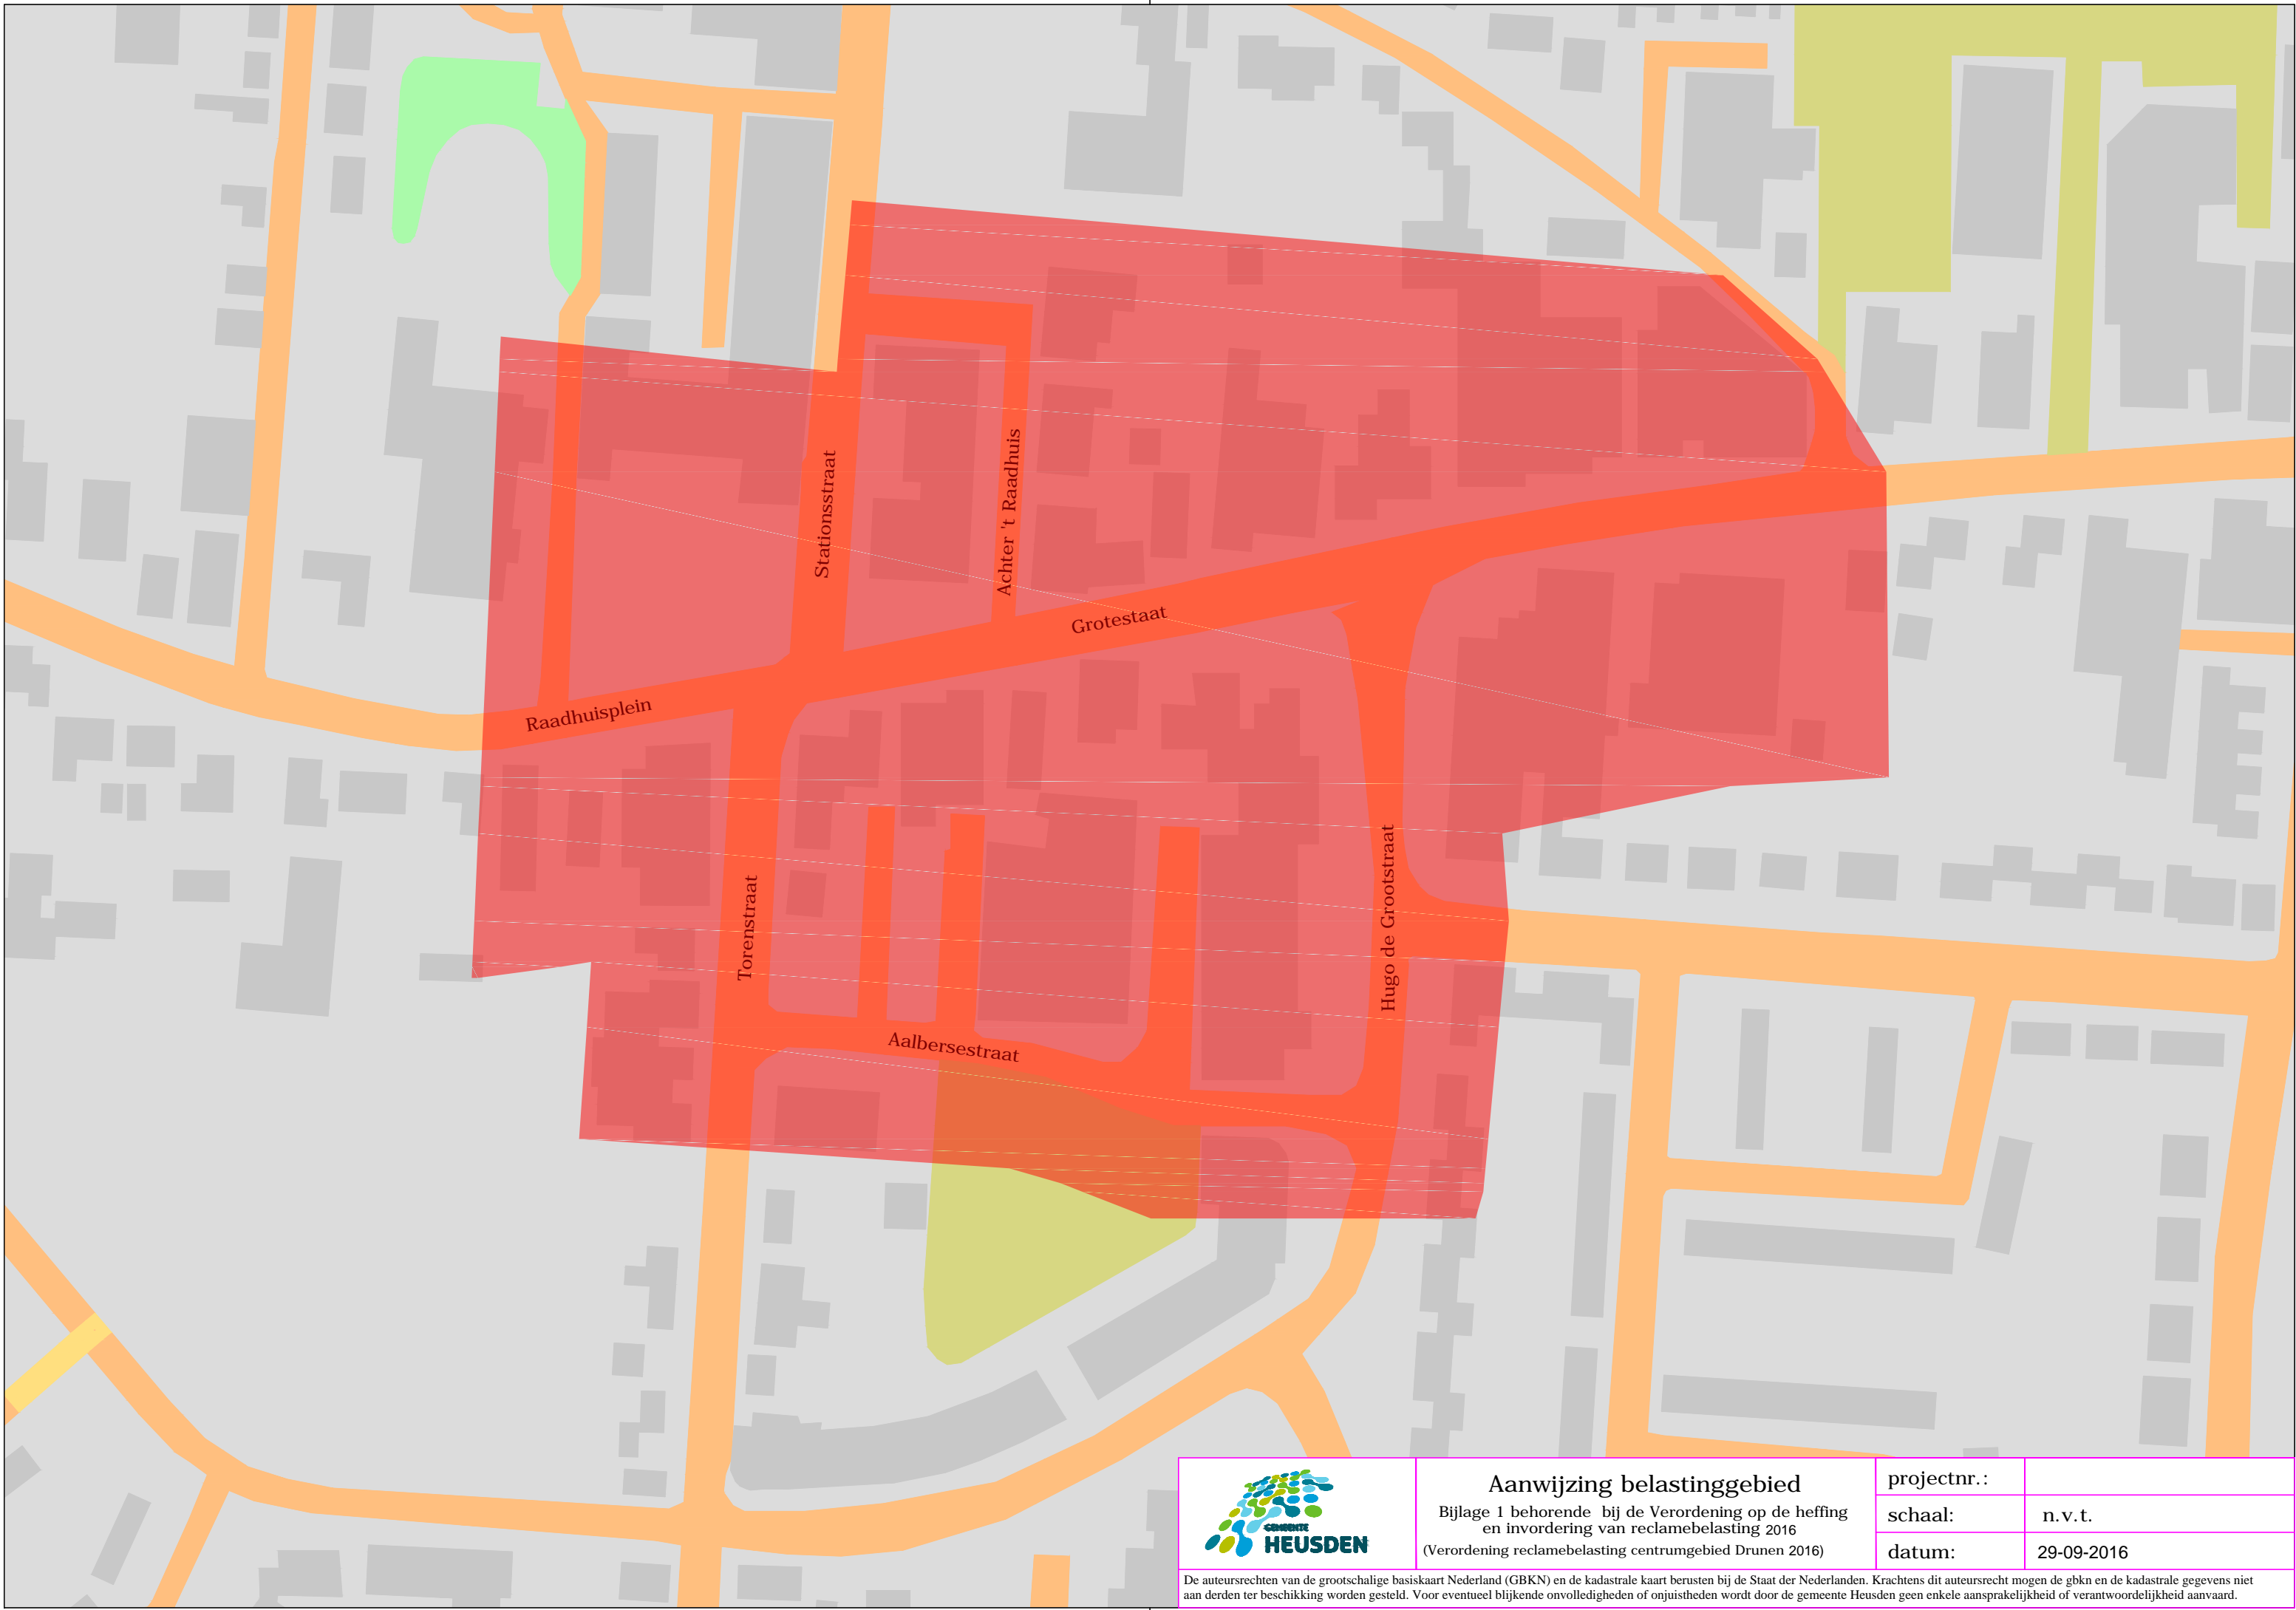 Stationsstraat
Achter 't Raadhuis
Grotestaat
Raadhuisplein
Torenstraat
Hugo de Grootstraat
Aalbersestraat
GEMEENTE
HEUSDEN
Aanwijzing belastinggebied
Bijlage 1 behorende bij de Verordening op de heffing
en invordering van reclamebelasting 2016
(Verordening reclamebelasting centrumgebied Drunen 2016)
projectnr.:
schaal: n.v.t.
datum: 29-09-2016
De auteursrechten van de grootschalige basiskaart Nederland (GBKN) en de kadastrale kaart berusten bij de Staat der Nederlanden. Krachtens dit auteursrecht mogen de gbkn en de kadastrale gegevens niet
aan derden ter beschikking worden gesteld. Voor eventueel blijkende onvolledigheden of onjuistheden wordt door de gemeente Heusden geen enkele aansprakelijkheid of verantwoordelijkheid aanvaard.